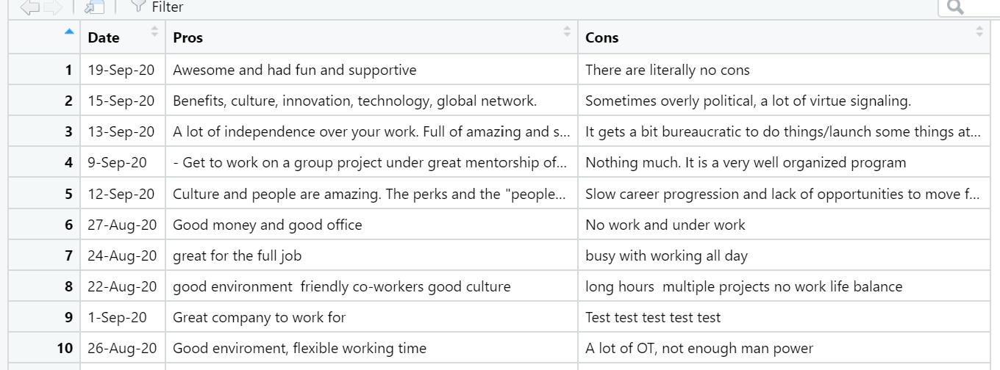 Filter
Date Pros Cons
1 19-Sep-20 Awesome and had fun and supportive There are literally no cons
2 15-Sep-20 Benefits, culture, innovation, technology, global network. Sometimes overly political, a lot of virtue signaling.
3 13-Sep-20 A lot of independence over your work. Full of amazing and s... It gets a bit bureaucratic to do things/launch some things at...
4 9-Sep-20 - Get to work on a group project under great mentorship of... Nothing much. It is a very well organized program
5 12-Sep-20 Culture and people are amazing. The perks and the "people... Slow career progression and lack of opportunities to move f...
6 27-Aug-20 Good money and good office No work and under work
7 24-Aug-20 great for the full job busy with working all day
8 22-Aug-20 good environment  friendly co-workers good culture long hours  multiple projects no work life balance
9 1-Sep-20 Great company to work for Test test test test test
10 26-Aug-20 Good enviroment, flexible working time A lot of OT, not enough man power